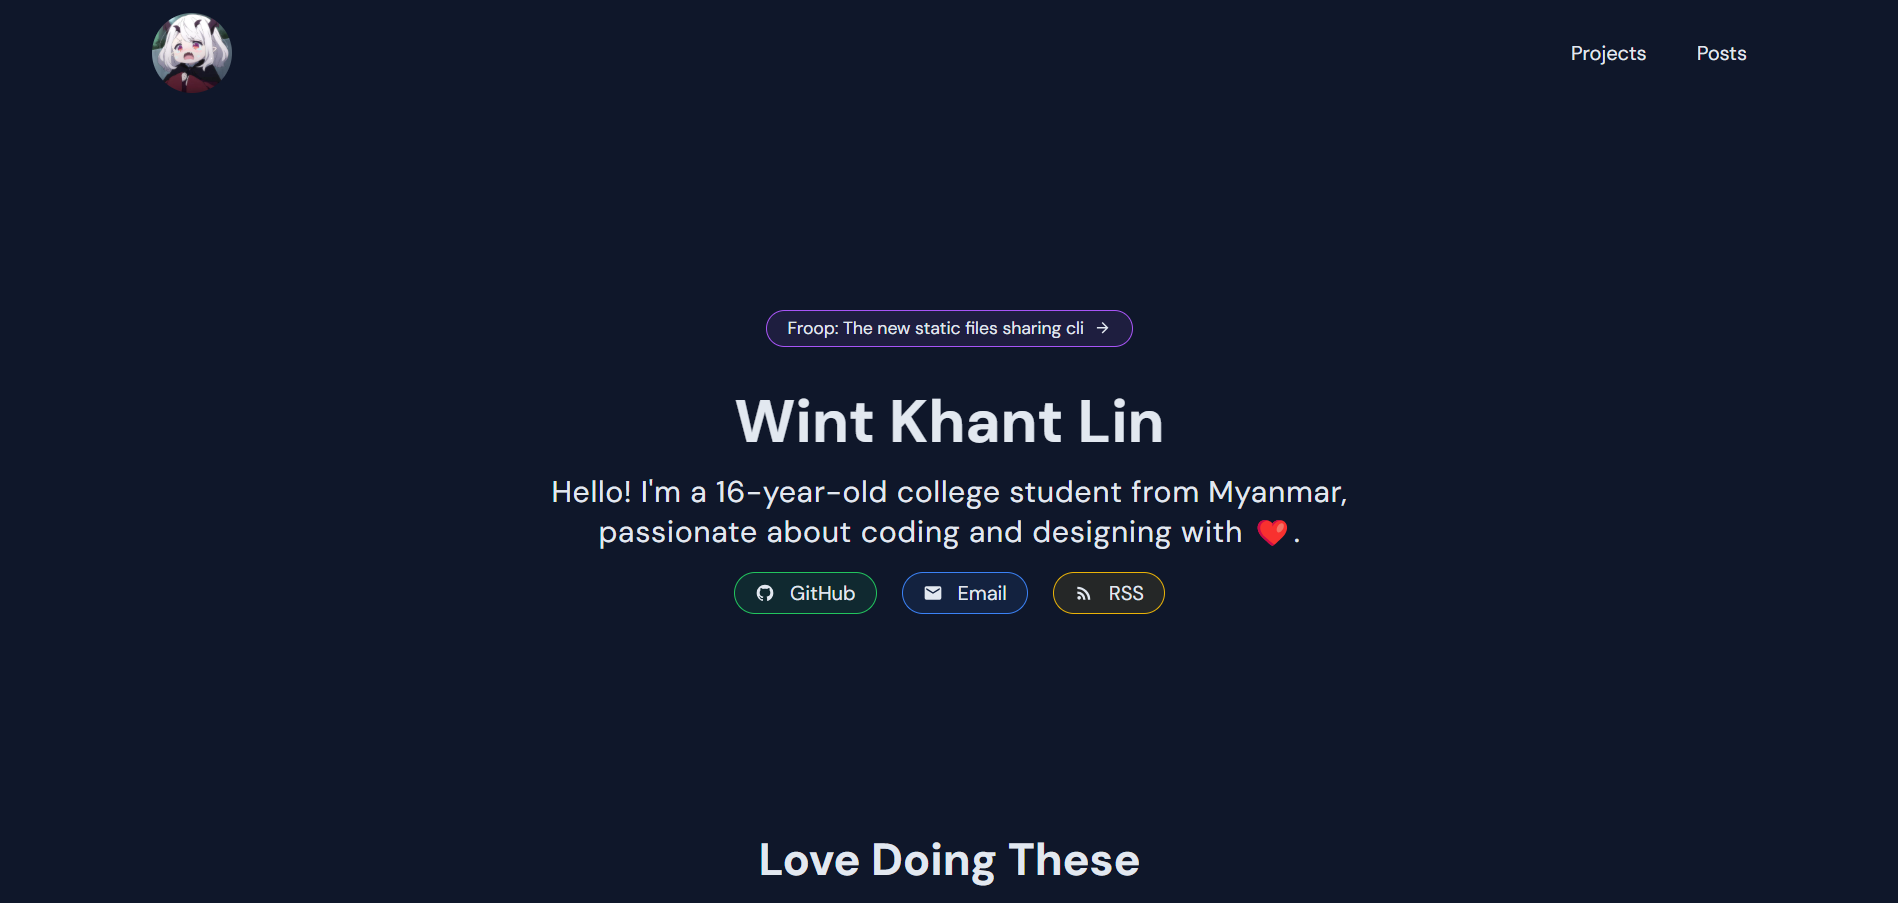 Projects
Posts
Froop: The new static files sharing cli →
Wint Khant Lin
Hello! I'm a 16-year-old college student from Myanmar,
passionate about coding and designing with ❤️.
GitHub
Email
RSS
Love Doing These